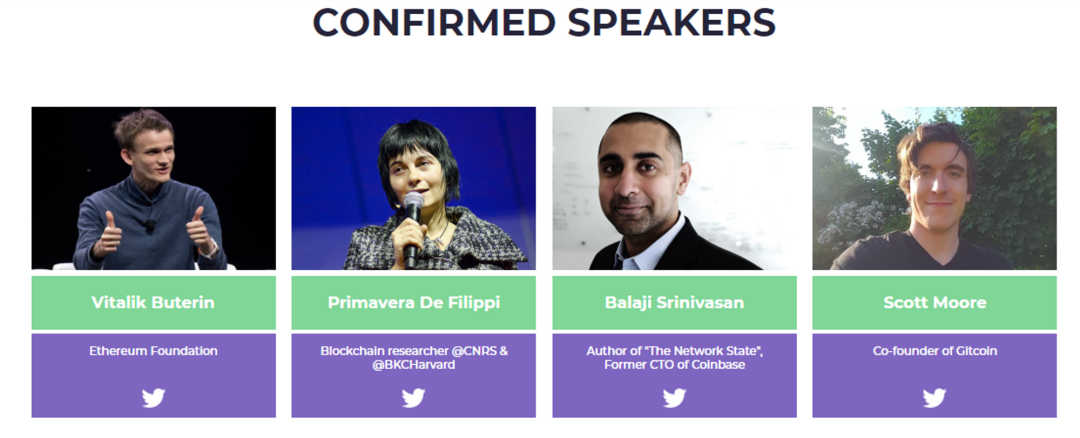 CONFIRMED SPEAKERS
Vitalik Buterin
Primavera De Filippi
Balaji Srinivasan
Scott Moore
Ethereum Foundation
Blockchain researcher @CNRS &
@BKCHarvard
Author of "The Network State",
Former CTO of Coinbase
Co-founder of Gitcoin